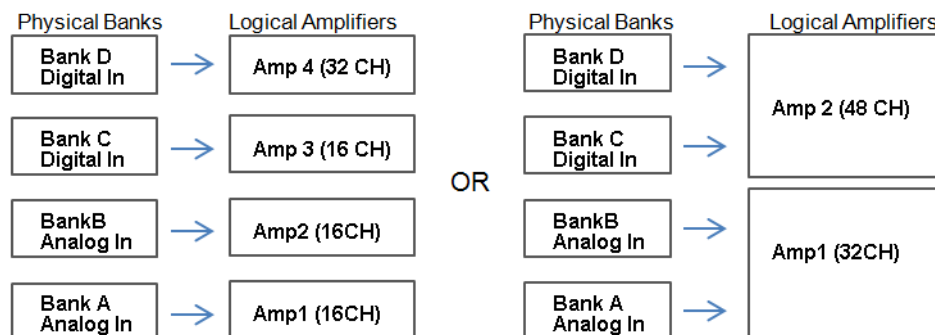 Physical Banks
Logical Amplifiers
Bank D
Digital In
Amp 4 (32 CH)
Bank C
Digital In
Amp 3 (16 CH)
BankB
Analog In
Amp2 (16CH)
Bank A
Analog In
Amp1 (16CH)
OR
Physical Banks
Logical Amplifiers
Bank D
Digital In
Amp 2 (48 CH)
Bank C
Digital In
BankB
Analog In
Amp1 (32CH)
Bank A
Analog In